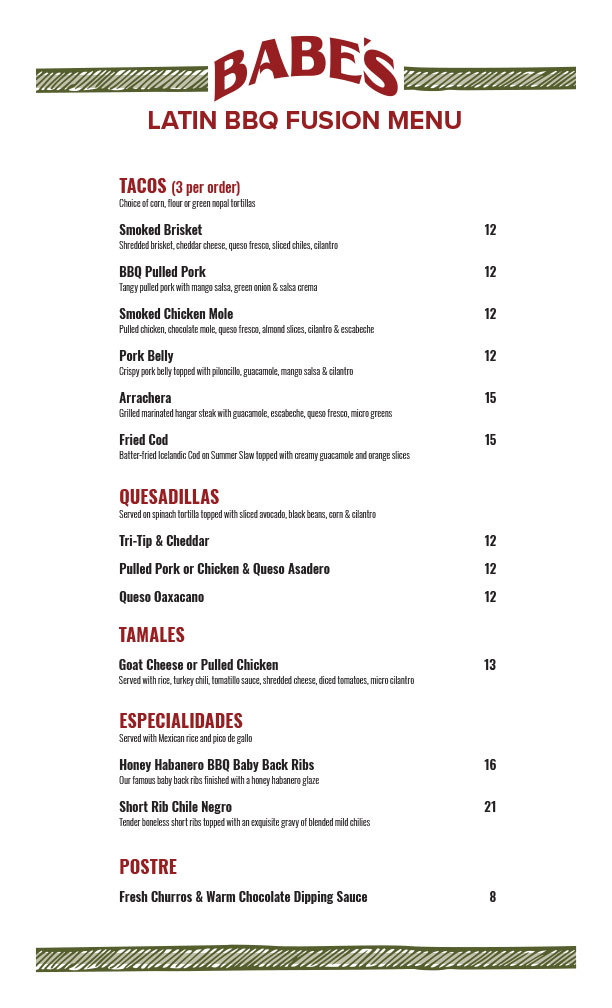 BABE'S
LATIN BBQ FUSION MENU
TACOS (3 per order)
Choice of corn, flour or green nopal tortillas
Smoked Brisket 12
Shredded brisket, cheddar cheese, queso fresco, sliced chiles, cilantro
BBQ Pulled Pork 12
Tangy pulled pork with mango salsa, green onion & salsa crema
Smoked Chicken Mole 12
Pulled chicken, chocolate mole, queso fresco, almond slices, cilantro & escabeche
Pork Belly 12
Crispy pork belly topped with piloncillo, guacamole, mango salsa & cilantro
Arrachera 15
Grilled marinated hangar steak with guacamole, escabeche, queso fresco, micro greens
Fried Cod 15
Batter-fried Icelandic Cod on Summer Slaw topped with creamy guacamole and orange slices
QUESADILLAS
Served on spinach tortilla topped with sliced avocado, black beans, corn & cilantro
Tri-Tip & Cheddar 12
Pulled Pork or Chicken & Queso Asadero 12
Queso Oaxacano 12
TAMALES
Goat Cheese or Pulled Chicken 13
Served with rice, turkey chili, tomatillo sauce, shredded cheese, diced tomatoes, micro cilantro
ESPECIALIDADES
Served with Mexican rice and pico de gallo
Honey Habanero BBQ Baby Back Ribs 16
Our famous baby back ribs finished with a honey habanero glaze
Short Rib Chile Negro 21
Tender boneless short ribs topped with an exquisite gravy of blended mild chilies
POSTRE
Fresh Churros & Warm Chocolate Dipping Sauce 8